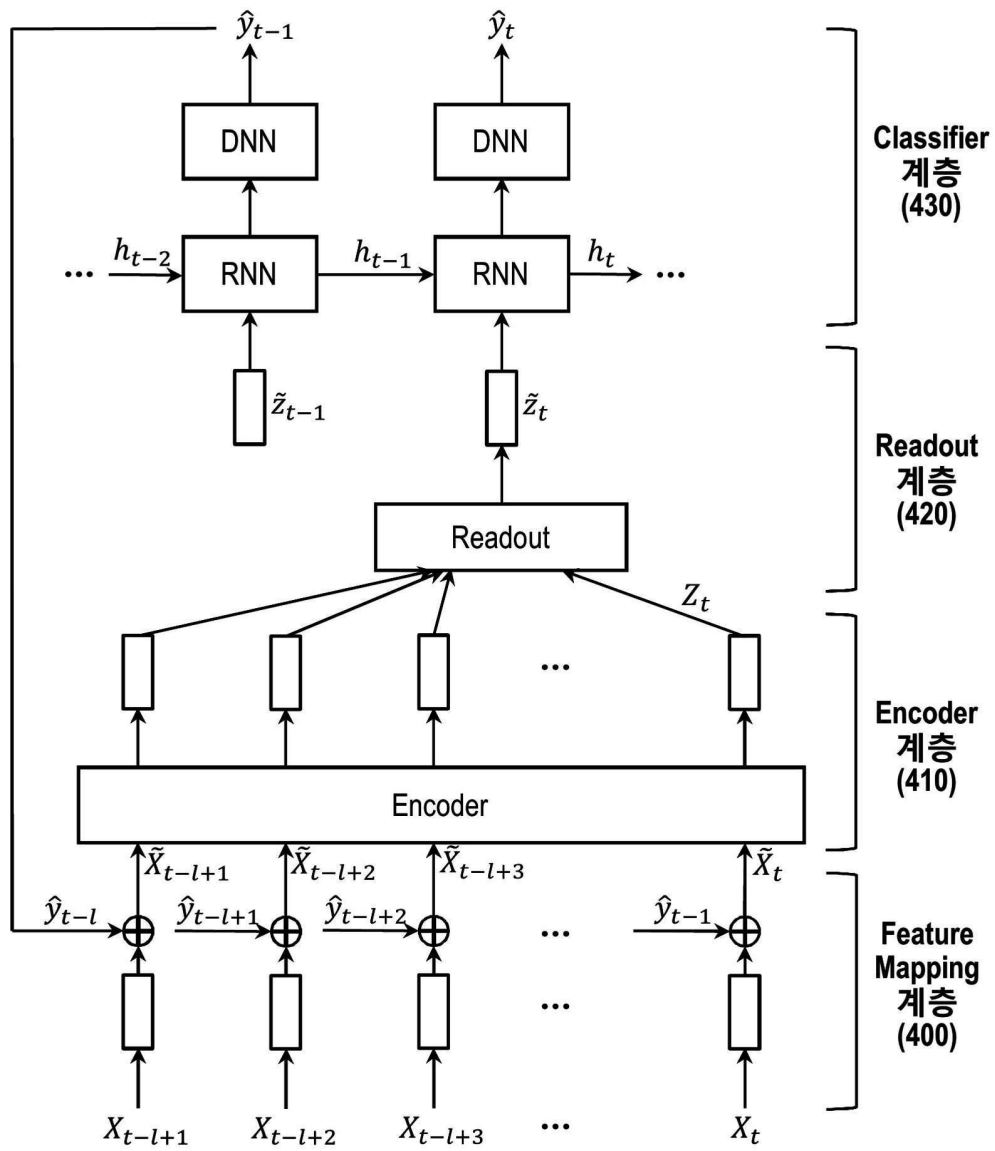 ŷ_{t−1} ŷ_t
DNN DNN
Classifier
계층
(430)
... h_{t−2} RNN h_{t−1} RNN h_t ...
z̃_{t−1} z̃_t
Readout
계층
(420)
Readout
Z_t
...
Encoder
계층
(410)
Encoder
X̃_{t−l+1} X̃_{t−l+2} X̃_{t−l+3} X̃_t
ŷ_{t−l} ŷ_{t−l+1} ŷ_{t−l+2} ... ŷ_{t−1}
Feature
Mapping
계층
(400)
...
X_{t−l+1} X_{t−l+2} X_{t−l+3} ... X_t